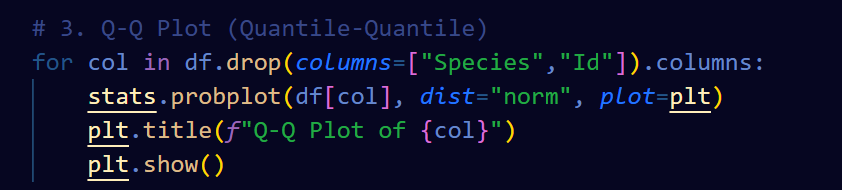 # 3. Q-Q Plot (Quantile-Quantile)
for col in df.drop(columns=["Species","Id"]).columns:
    stats.probplot(df[col], dist="norm", plot=plt)
    plt.title(f"Q-Q Plot of {col}")
    plt.show()